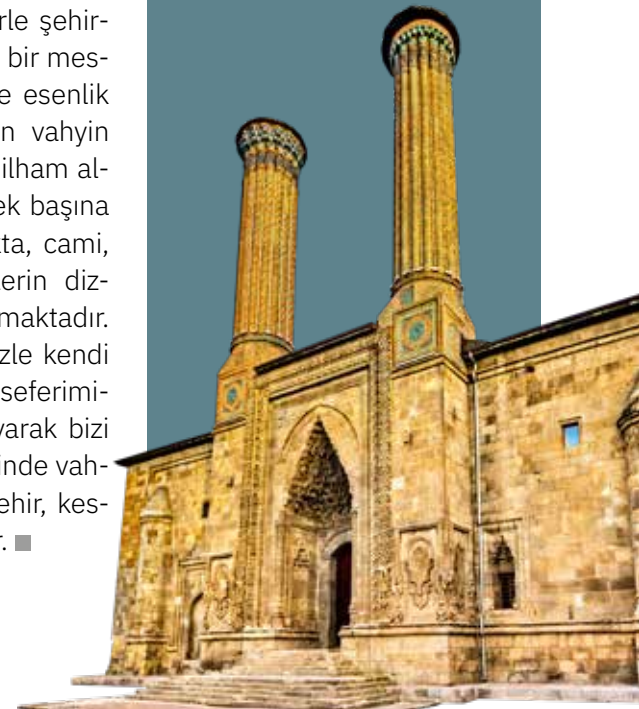 rle şehir-
bir mes-
e esenlik
n vahyin
ilham al-
ek başına
ta, cami,
erin diz-
maktadır.
zle kendi
seferimi-
yarak bizi
inde vah-
ehir, kes-
r.